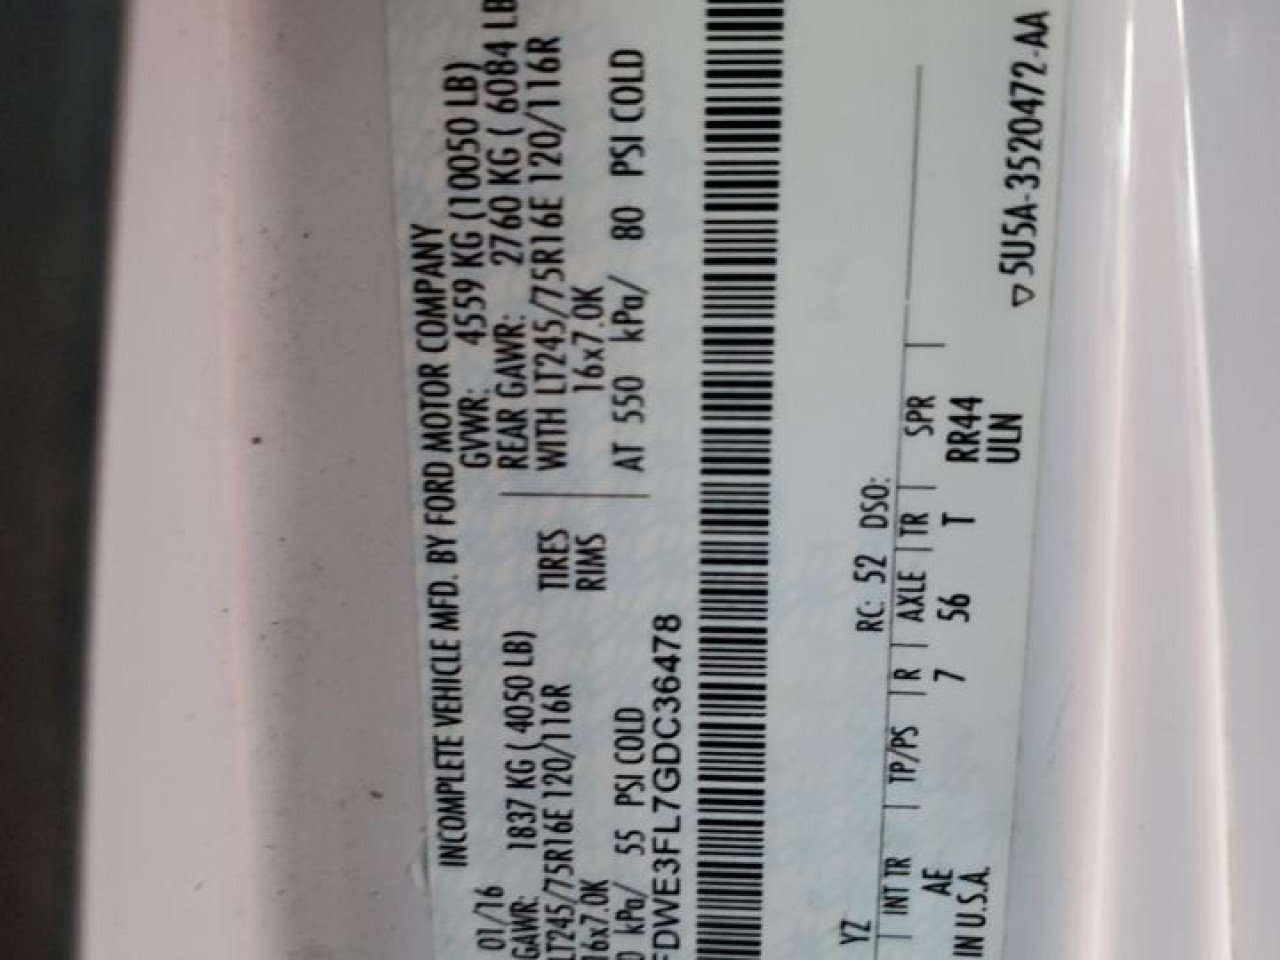 INCOMPLETE VEHICLE MFD. BY FORD MOTOR COMPANY
01/16 GVWR: 4559 KG (10050 LB)
GAWR: 1837 KG ( 4050 LB) REAR GAWR: 2760 KG ( 6084 LB
LT245/75R16E 120/116R TIRES WITH LT245/75R16E 120/116R
16x7.0K RIMS 16x7.0K
0 kPa/ 55 PSI COLD AT 550 kPa/ 80 PSI COLD
FDWE3FL7GDC36478
YZ RC: 52 DSO:
INT TR TP/PS R AXLE TR SPR
AE 7 56 T RR44
IN U.S.A. ULN
▽5U5A-3520472-AA